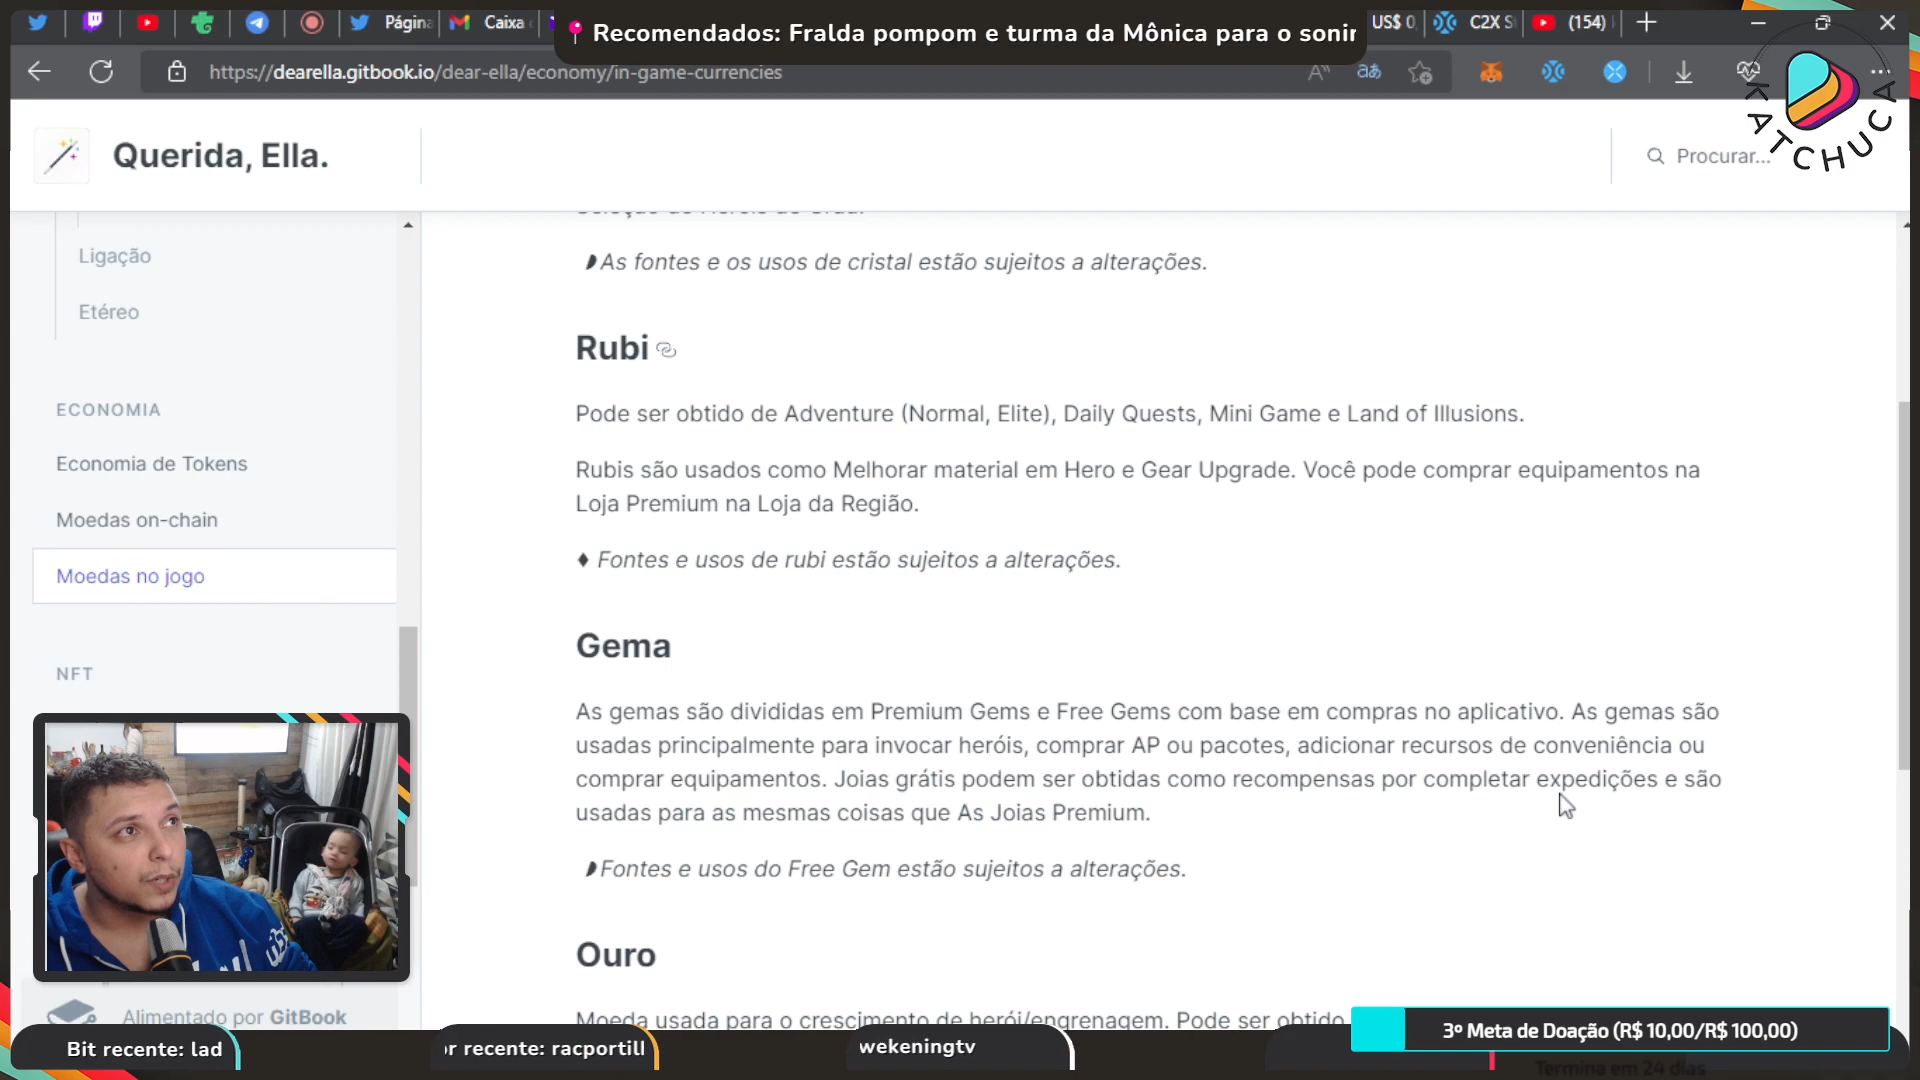 Página
Caixa
Recomendados: Fralda pompom e turma da Mônica para o sonin
US$ 0,
C2X S
(154)
https://dearella.gitbook.io/dear-ella/economy/in-game-currencies
KATCHUCA
Querida, Ella.
Procurar...
Ligação
Etéreo
ECONOMIA
Economia de Tokens
Moedas on-chain
Moedas no jogo
NFT
Alimentado por GitBook
As fontes e os usos de cristal estão sujeitos a alterações.
Rubi
Pode ser obtido de Adventure (Normal, Elite), Daily Quests, Mini Game e Land of Illusions.
Rubis são usados como Melhorar material em Hero e Gear Upgrade. Você pode comprar equipamentos na
Loja Premium na Loja da Região.
♦ Fontes e usos de rubi estão sujeitos a alterações.
Gema
As gemas são divididas em Premium Gems e Free Gems com base em compras no aplicativo. As gemas são
usadas principalmente para invocar heróis, comprar AP ou pacotes, adicionar recursos de conveniência ou
comprar equipamentos. Joias grátis podem ser obtidas como recompensas por completar expedições e são
usadas para as mesmas coisas que As Joias Premium.
Fontes e usos do Free Gem estão sujeitos a alterações.
Ouro
Moeda usada para o crescimento de herói/engrenagem. Pode ser obtido
3º Meta de Doação (R$ 10,00/R$ 100,00)
Termina em 24 dias
Bit recente: lad
or recente: racportill
wekeningtv